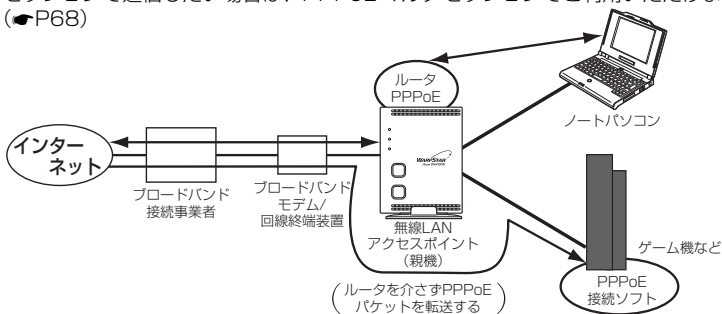 (☛P68)
ルータ
PPPoE
ノートパソコン
インター
ネット
WARPSTAR
ブロードバンド
接続事業者
ブロードバンド
モデム/
回線終端装置
無線LAN
アクセスポイント
(親機)
ゲーム機など
PPPoE
接続ソフト
(ルータを介さずPPPoE
パケットを転送する)